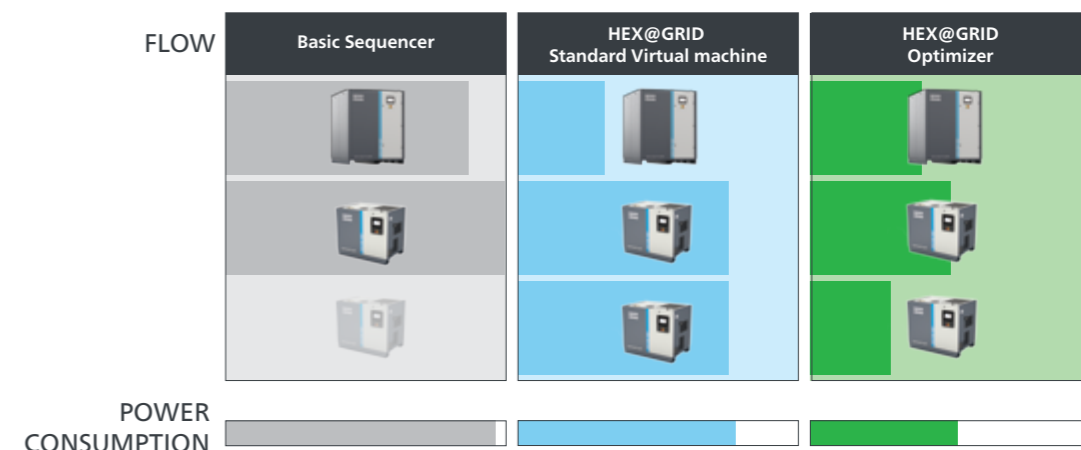 FLOW
Basic Sequencer
HEX@GRID
Standard Virtual machine
HEX@GRID
Optimizer
POWER
CONSUMPTION